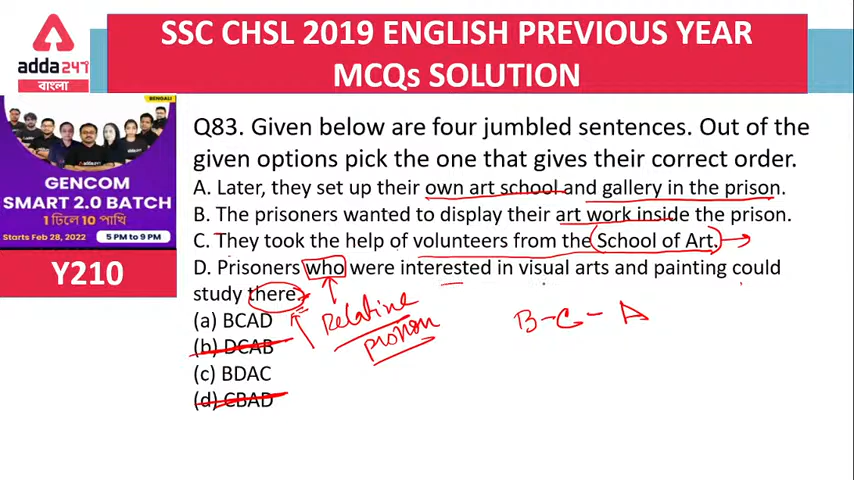 SSC CHSL 2019 ENGLISH PREVIOUS YEAR
MCQs SOLUTION
adda247
বাংলা
BENGALI
GENCOM
SMART 2.0 BATCH
1 ঢিলে 10 পাখি
Starts Feb 28, 2022 5 PM to 9 PM
Y210
Q83. Given below are four jumbled sentences. Out of the
given options pick the one that gives their correct order.
A. Later, they set up their own art school and gallery in the prison.
B. The prisoners wanted to display their art work inside the prison.
C. They took the help of volunteers from the School of Art.
D. Prisoners who were interested in visual arts and painting could
study there.
(a) BCAD
(b) DCAB
(c) BDAC
(d) CBAD
Relative
pronoun
B-C-A